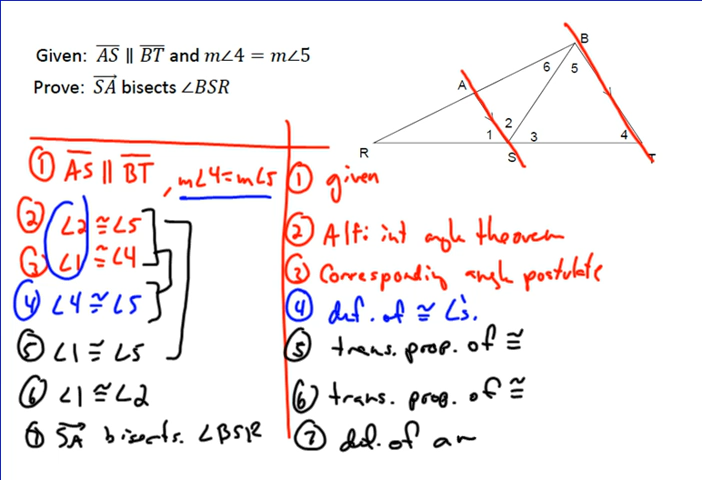 Given: AS ∥ BT and m∠4 = m∠5
Prove: SA bisects ∠BSR
A
B
6
5
2
1
3
4
R
S
T
① AS ∥ BT , m∠4=m∠5
① given
② ∠2 ≅ ∠5
② Alt. int angle theorem
③ ∠1 ≅ ∠4
③ Corresponding angle postulate
④ ∠4 ≅ ∠5
④ def. of ≅ ∠'s.
⑤ ∠1 ≅ ∠5
⑤ trans. prop. of ≅
⑥ ∠1 ≅ ∠2
⑥ trans. prop. of ≅
⑦ SA bisects. ∠BSR
⑦ def. of an